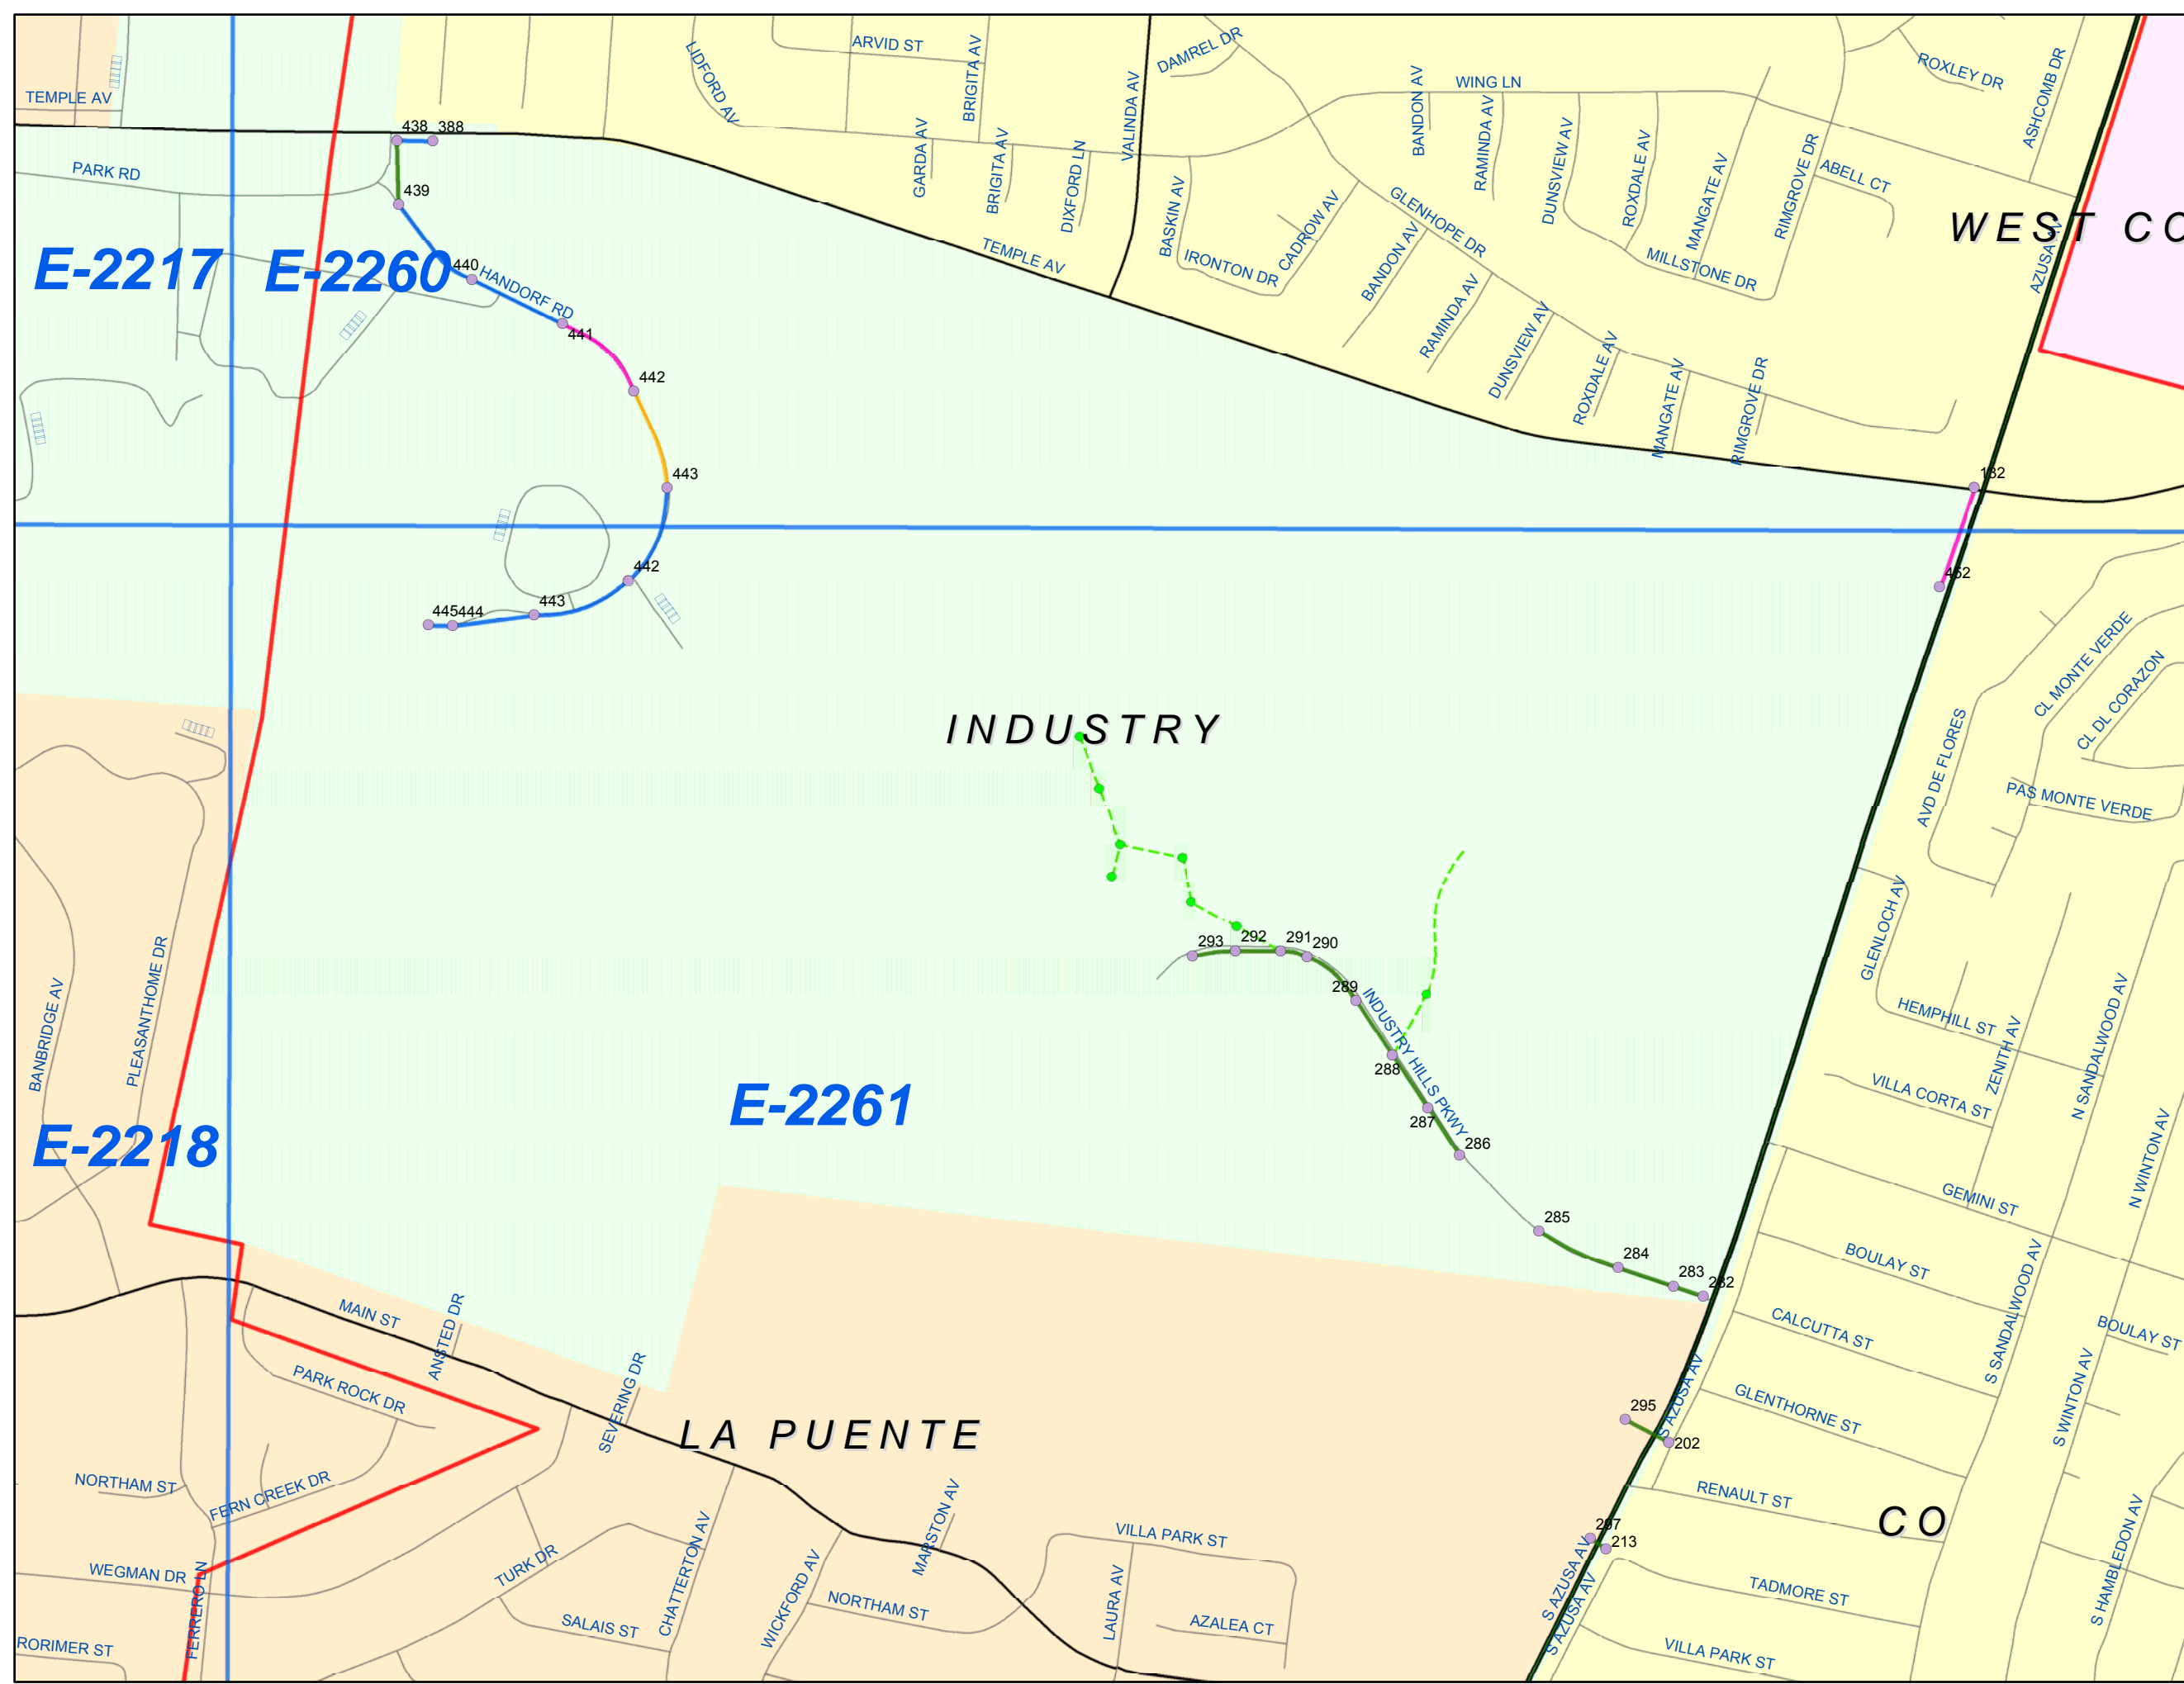 ARVID ST
BRIGITA AV
LIDFORD AV
DAMREL DR
VALINDA AV
WING LN
BANDON AV
ROXLEY DR
ASHCOMB DR
TEMPLE AV
438
388
GARDA AV
BRIGITA AV
DIXFORD LN
RAMINDA AV
DUNSVIEW AV
ROXDALE AV
MANGATE AV
RIMGROVE DR
ABELL CT
PARK RD
439
BASKIN AV
CADROW AV
GLENHOPE DR
WEST CO
AZUSA AV
TEMPLE AV
IRONTON DR
BANDON AV
MILLSTONE DR
E-2217
E-2260
440
HANDORF RD
441
RAMINDA AV
DUNSVIEW AV
ROXDALE AV
MANGATE AV
RIMGROVE DR
442
443
132
442
452
443
445
444
CL MONTE VERDE
CL DL CORAZON
INDUSTRY
AVD DE FLORES
PAS MONTE VERDE
GLENLOCH AV
293
292
291
290
289
INDUSTRY HILLS PKWY
BANBRIDGE AV
PLEASANTHOME DR
HEMPHILL ST
ZENITH AV
N SANDALWOOD AV
288
VILLA CORTA ST
E-2261
287
E-2218
286
N WINTON AV
GEMINI ST
285
284
283
282
BOULAY ST
S SANDALWOOD AV
MAIN ST
ANSTED DR
CALCUTTA ST
BOULAY ST
PARK ROCK DR
SEVERING DR
S AZUSA AV
GLENTHORNE ST
S WINTON AV
295
202
LA PUENTE
NORTHAM ST
FERN CREEK DR
RENAULT ST
CO
MARSTON AV
CHATTERTON AV
VILLA PARK ST
297
213
S HAMBLEDON AV
WEGMAN DR
FERRERO LN
TURK DR
WICKFORD AV
NORTHAM ST
LAURA AV
S AZUSA AV
S AZUSA AV
TADMORE ST
SALAIS ST
AZALEA CT
RORIMER ST
VILLA PARK ST